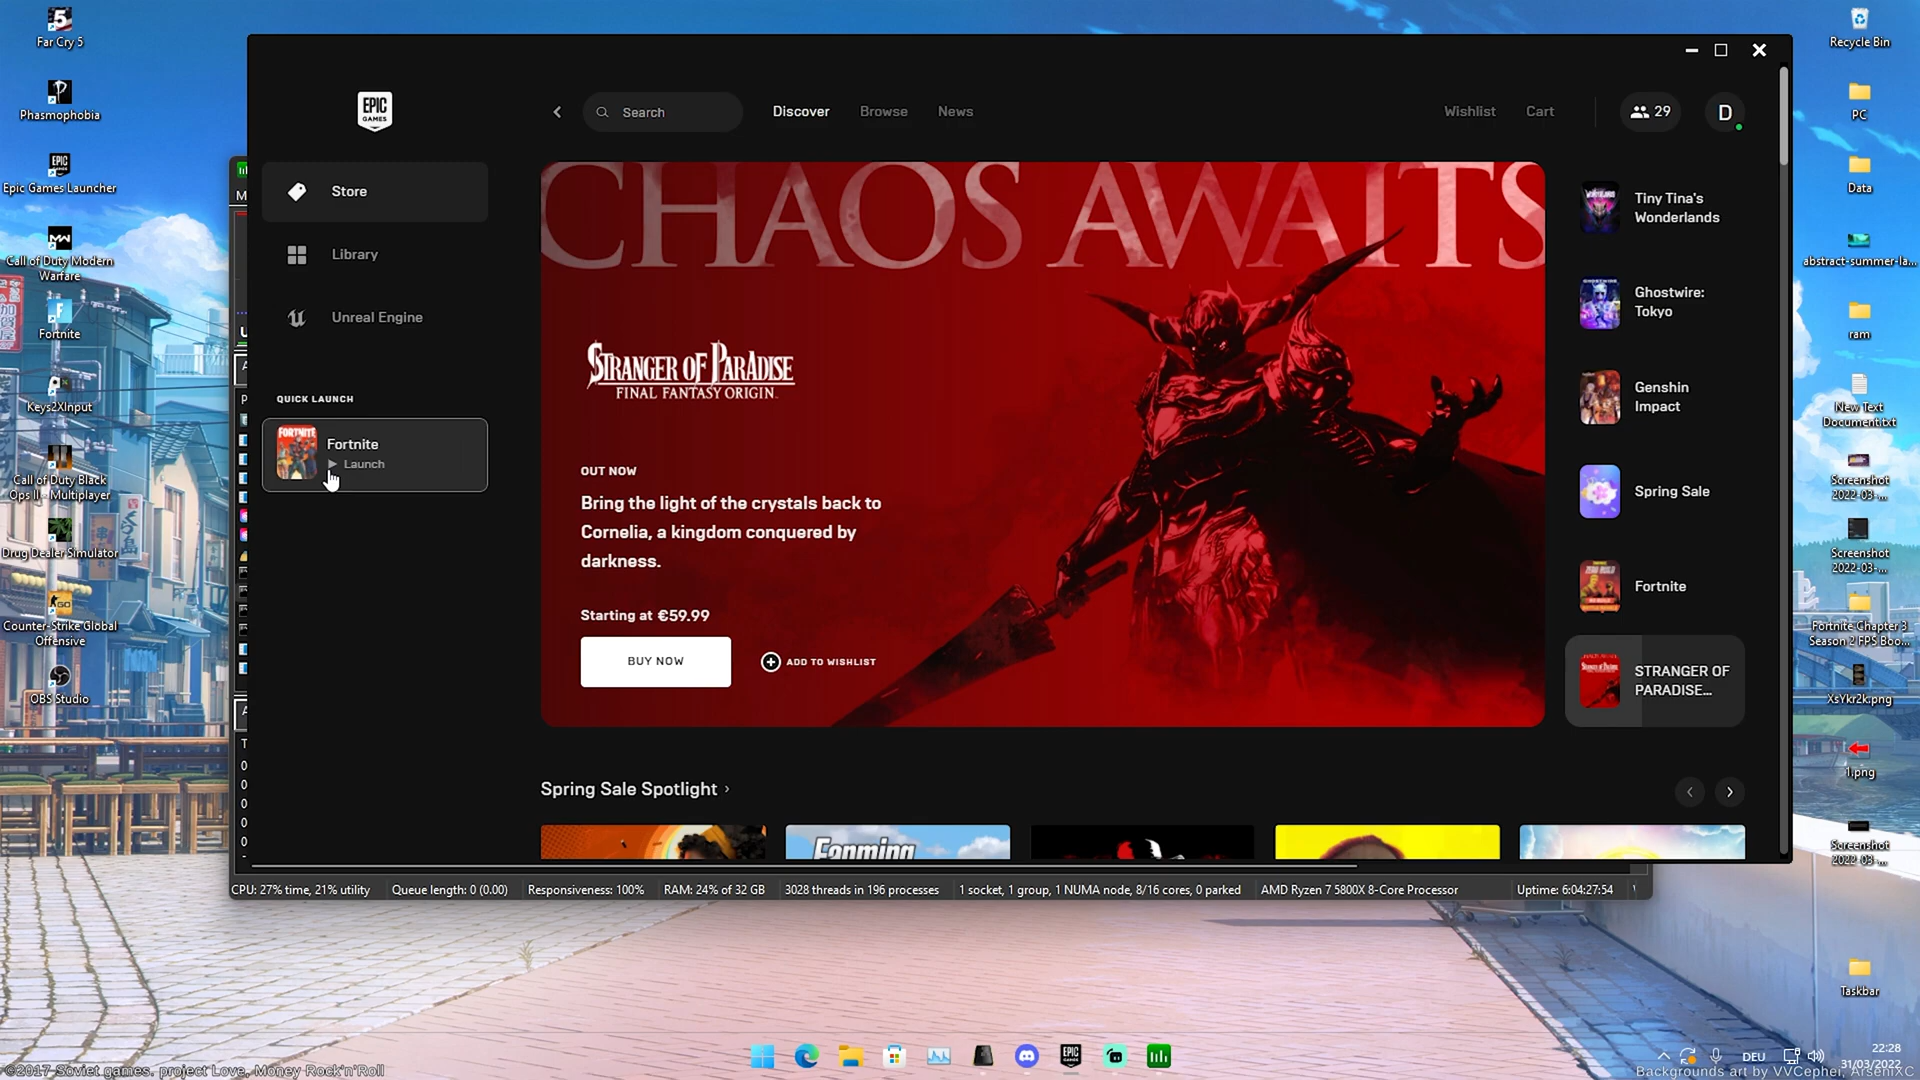 Far Cry 5
Phasmophobia
EPIC
GAMES
Epic Games Launcher
Call of Duty Modern
Warfare
Fortnite
Keys2XInput
Call of Duty Black
Ops II - Multiplayer
Drug Dealer Simulator
GO
Counter-Strike Global
Offensive
OBS Studio
EPIC
GAMES
Search
Discover
Browse
News
Wishlist
Cart
29
D
Store
Library
Unreal Engine
QUICK LAUNCH
FORTNITE
Fortnite
Launch
CHAOS AWAITS
STRANGER OF PARADISE
FINAL FANTASY ORIGIN
OUT NOW
Bring the light of the crystals back to
Cornelia, a kingdom conquered by
darkness.
Starting at €59.99
BUY NOW
ADD TO WISHLIST
Tiny Tina's
Wonderlands
Ghostwire:
Tokyo
Genshin
Impact
Spring Sale
Fortnite
STRANGER OF
PARADISE...
Spring Sale Spotlight
CPU: 27% time, 21% utility
Queue length: 0 (0.00)
Responsiveness: 100%
RAM: 24% of 32 GB
3028 threads in 196 processes
1 socket, 1 group, 1 NUMA node, 8/16 cores, 0 parked
AMD Ryzen 7 5800X 8-Core Processor
Uptime: 6:04:27:54
Recycle Bin
PC
Data
abstract-summer-la...
ram
New Text
Document.txt
Screenshot
2022-03-...
Screenshot
2022-03-...
Fortnite Chapter 3
Season 2 FPS Boo...
XsYkr2k.png
1.png
Screenshot
2022-03-...
Taskbar
DEU
22:28
31/03/2022
©2017 Soviet games. project Love, Money Rock'n'Roll
Backgrounds art by VVCephei, ArseniXC